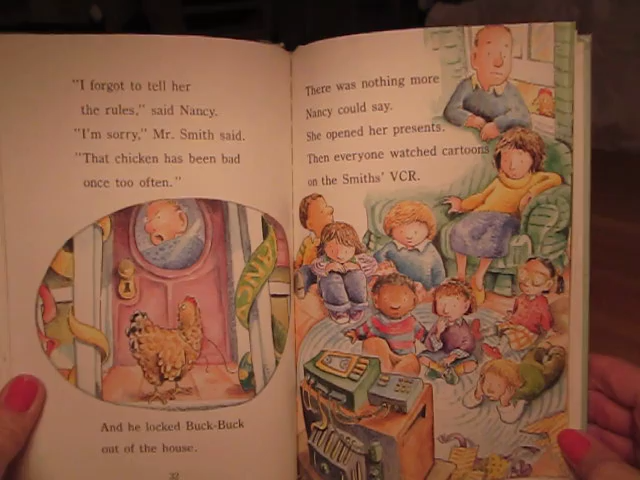 "I forgot to tell her
the rules," said Nancy.
"I'm sorry," Mr. Smith said.
"That chicken has been bad
once too often."
And he locked Buck-Buck
out of the house.
32
There was nothing more
Nancy could say.
She opened her presents.
Then everyone watched cartoons
on the Smiths' VCR.